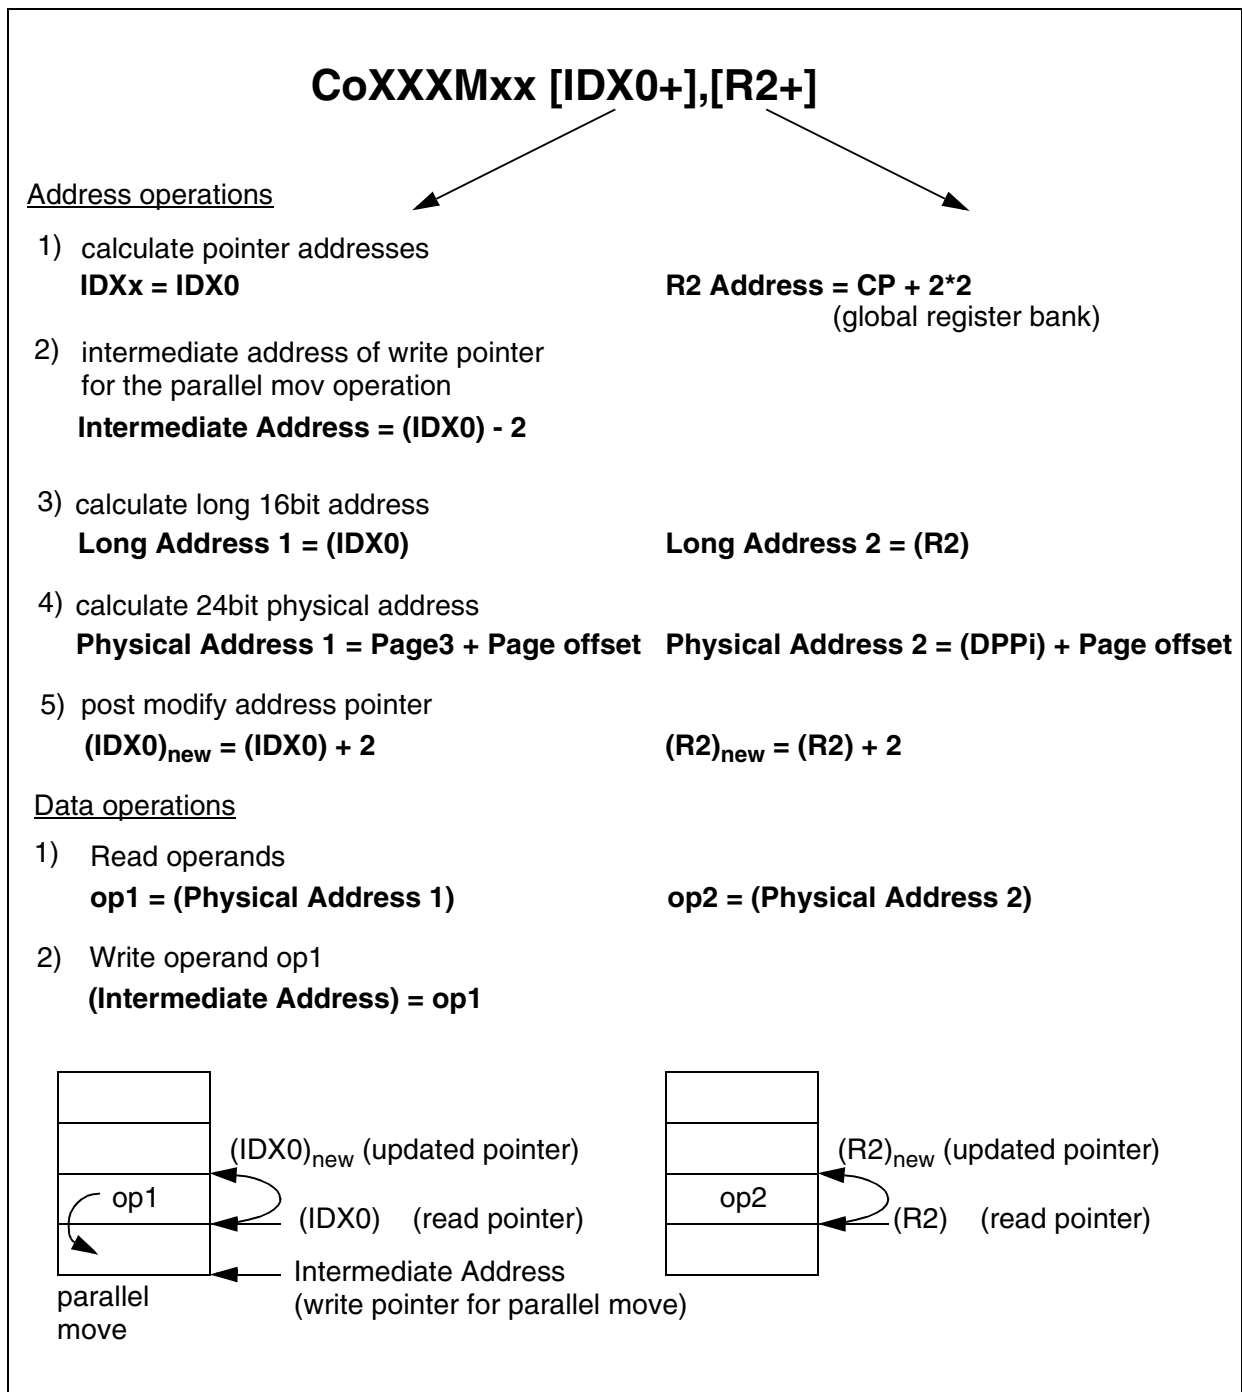 CoXXXMxx [IDX0+],[R2+]
Address operations
1) calculate pointer addresses
IDXx = IDX0 R2 Address = CP + 2*2
(global register bank)
2) intermediate address of write pointer
for the parallel mov operation
Intermediate Address = (IDX0) - 2
3) calculate long 16bit address
Long Address 1 = (IDX0) Long Address 2 = (R2)
4) calculate 24bit physical address
Physical Address 1 = Page3 + Page offset Physical Address 2 = (DPPi) + Page offset
5) post modify address pointer
(IDX0)new = (IDX0) + 2 (R2)new = (R2) + 2
Data operations
1) Read operands
op1 = (Physical Address 1) op2 = (Physical Address 2)
2) Write operand op1
(Intermediate Address) = op1
(IDX0)new (updated pointer) (R2)new (updated pointer)
op1 (IDX0) (read pointer) op2 (R2) (read pointer)
Intermediate Address
(write pointer for parallel move)
parallel
move